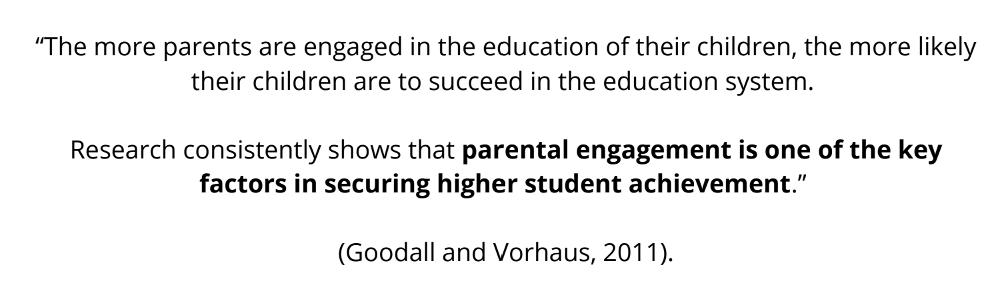 “The more parents are engaged in the education of their children, the more likely
their children are to succeed in the education system.
Research consistently shows that parental engagement is one of the key
factors in securing higher student achievement.”
(Goodall and Vorhaus, 2011).